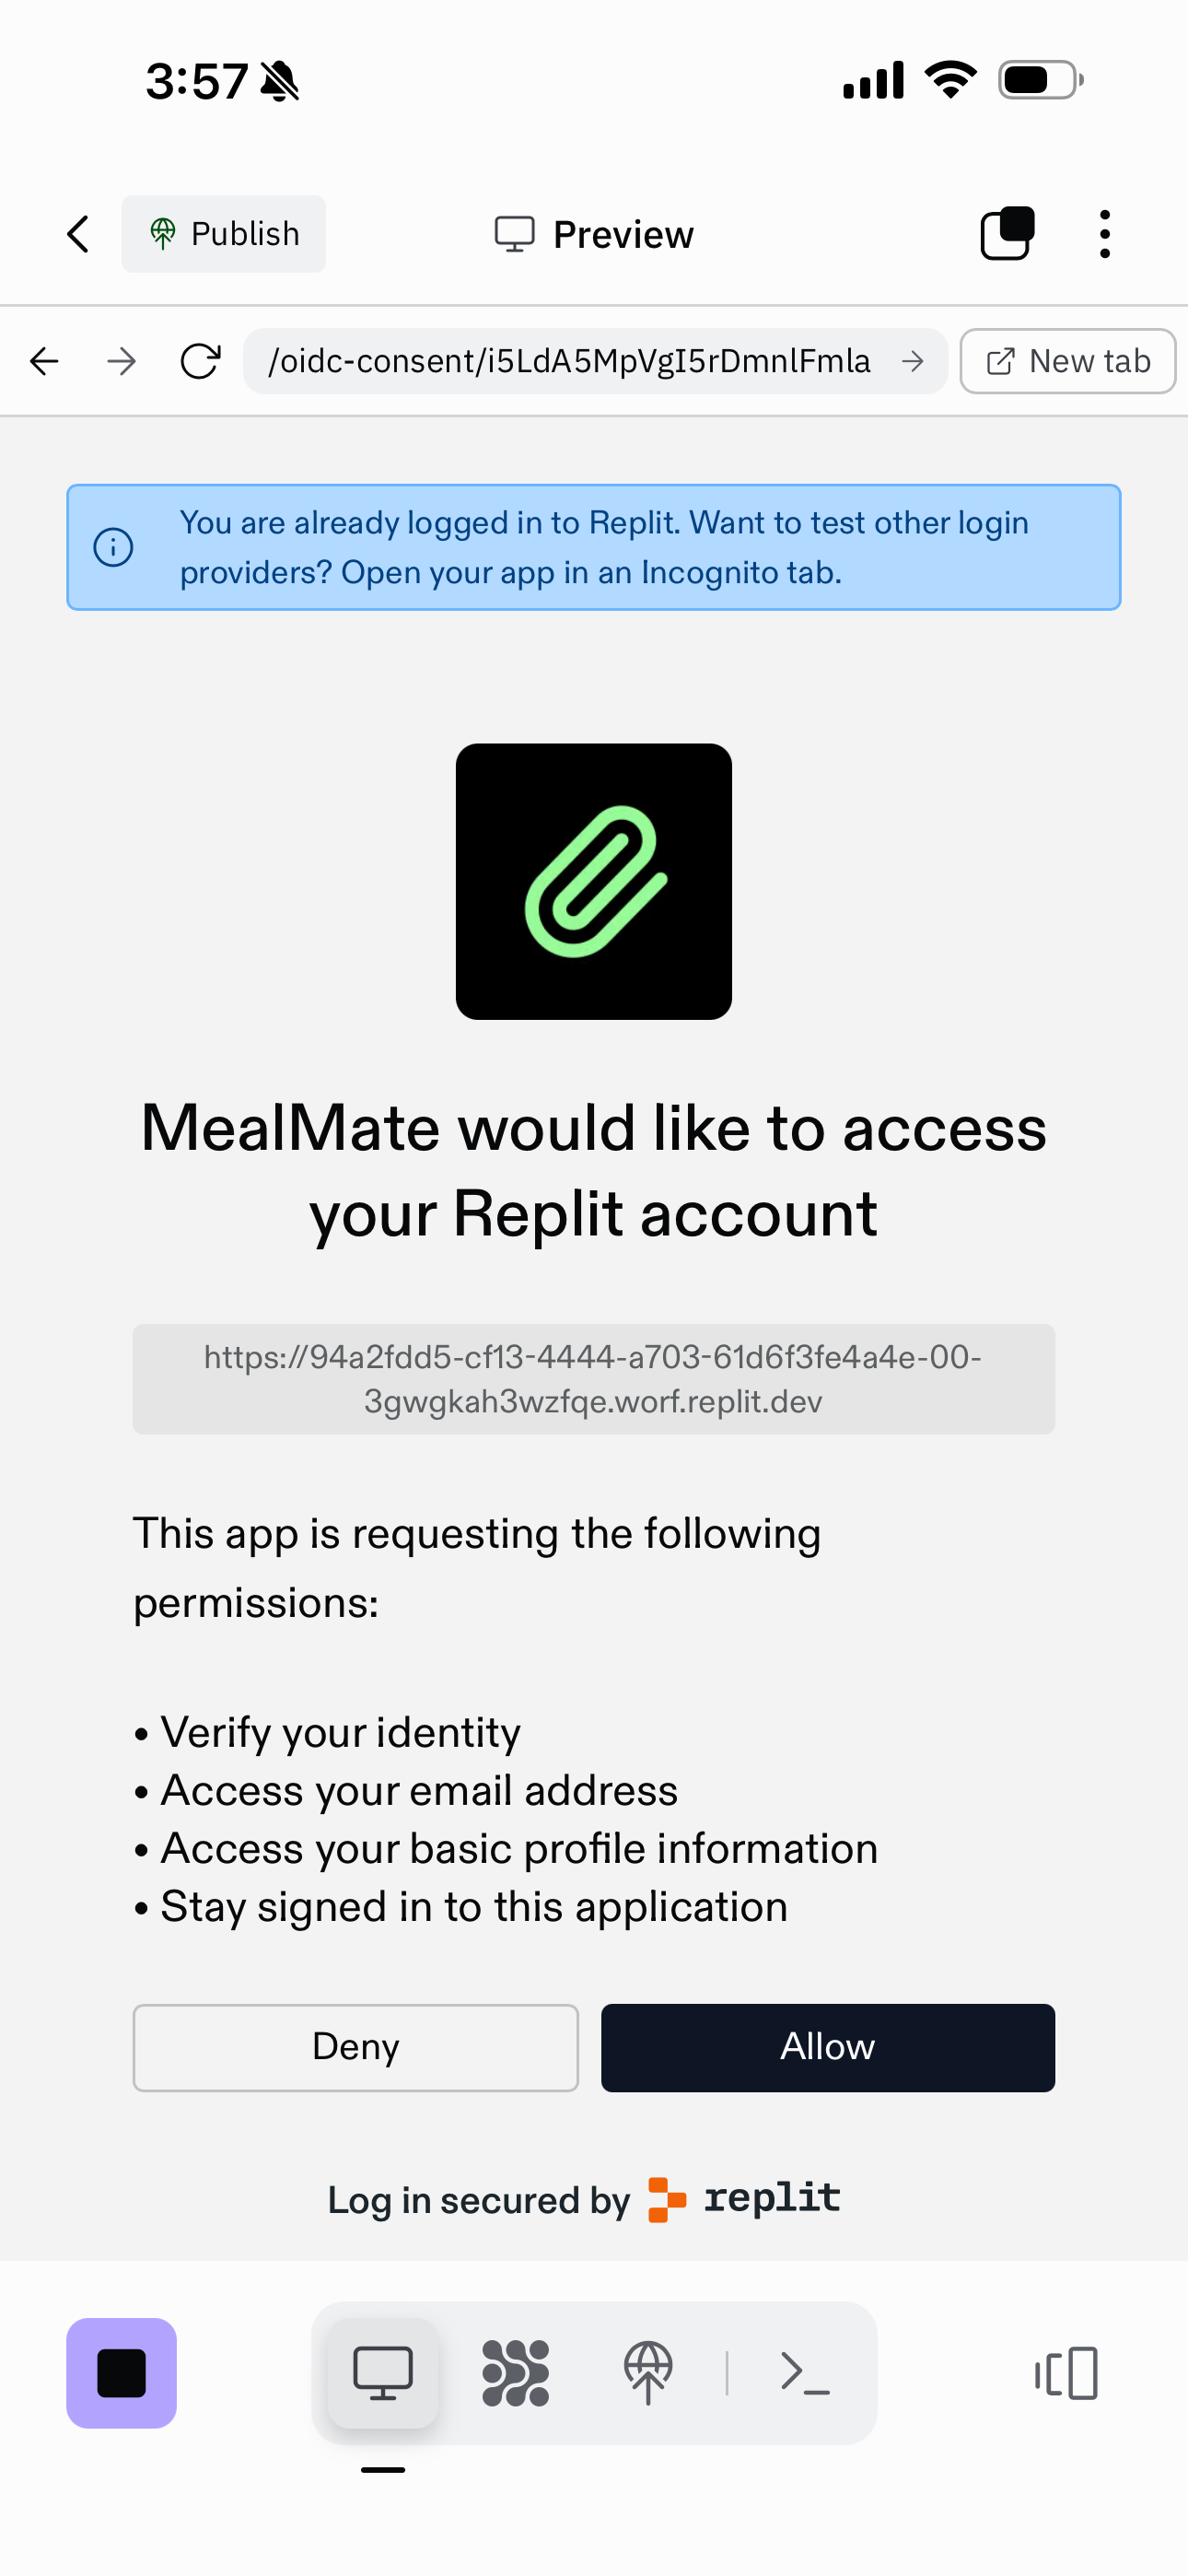 3:57
Publish
Preview
/oidc-consent/i5LdA5MpVgI5rDmnlFmla
New tab
You are already logged in to Replit. Want to test other login
providers? Open your app in an Incognito tab.
MealMate would like to access
your Replit account
https://94a2fdd5-cf13-4444-a703-61d6f3fe4a4e-00-
3gwgkah3wzfqe.worf.replit.dev
This app is requesting the following
permissions:
• Verify your identity
• Access your email address
• Access your basic profile information
• Stay signed in to this application
Deny
Allow
Log in secured by replit